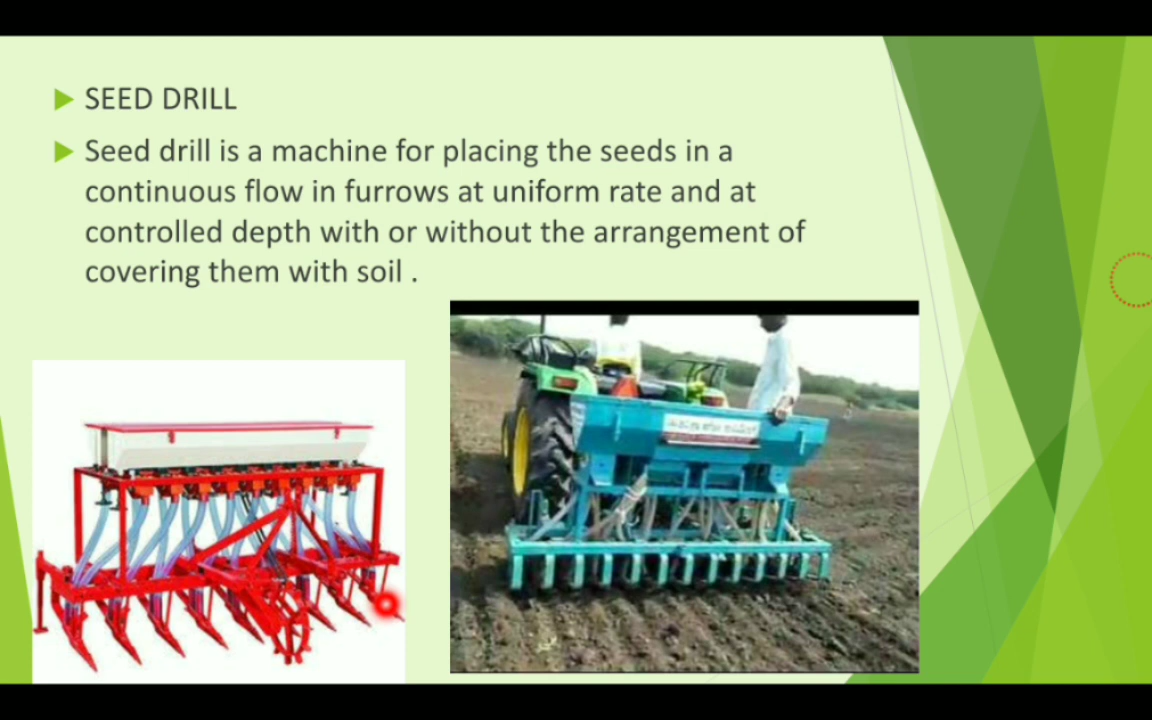 SEED DRILL
Seed drill is a machine for placing the seeds in a
continuous flow in furrows at uniform rate and at
controlled depth with or without the arrangement of
covering them with soil .